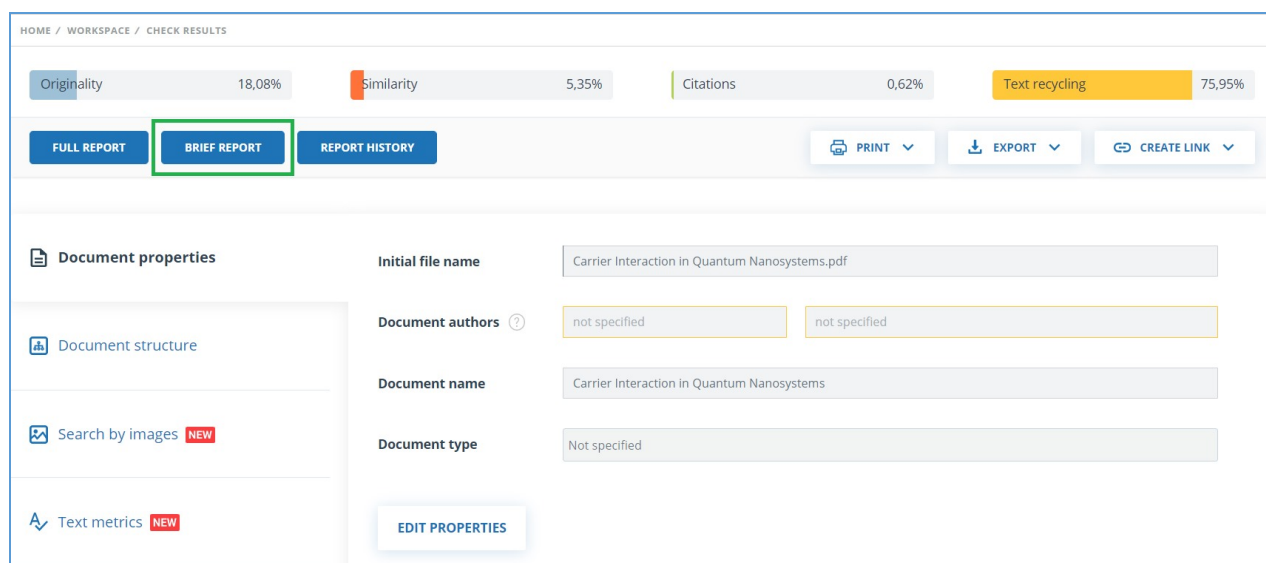 HOME / WORKSPACE / CHECK RESULTS
Originality 18,08% Similarity 5,35% Citations 0,62% Text recycling 75,95%
FULL REPORT BRIEF REPORT REPORT HISTORY PRINT EXPORT CREATE LINK
Document properties
Initial file name Carrier Interaction in Quantum Nanosystems.pdf
Document authors ? not specified not specified
Document structure
Document name Carrier Interaction in Quantum Nanosystems
Search by images NEW
Document type Not specified
Text metrics NEW
EDIT PROPERTIES